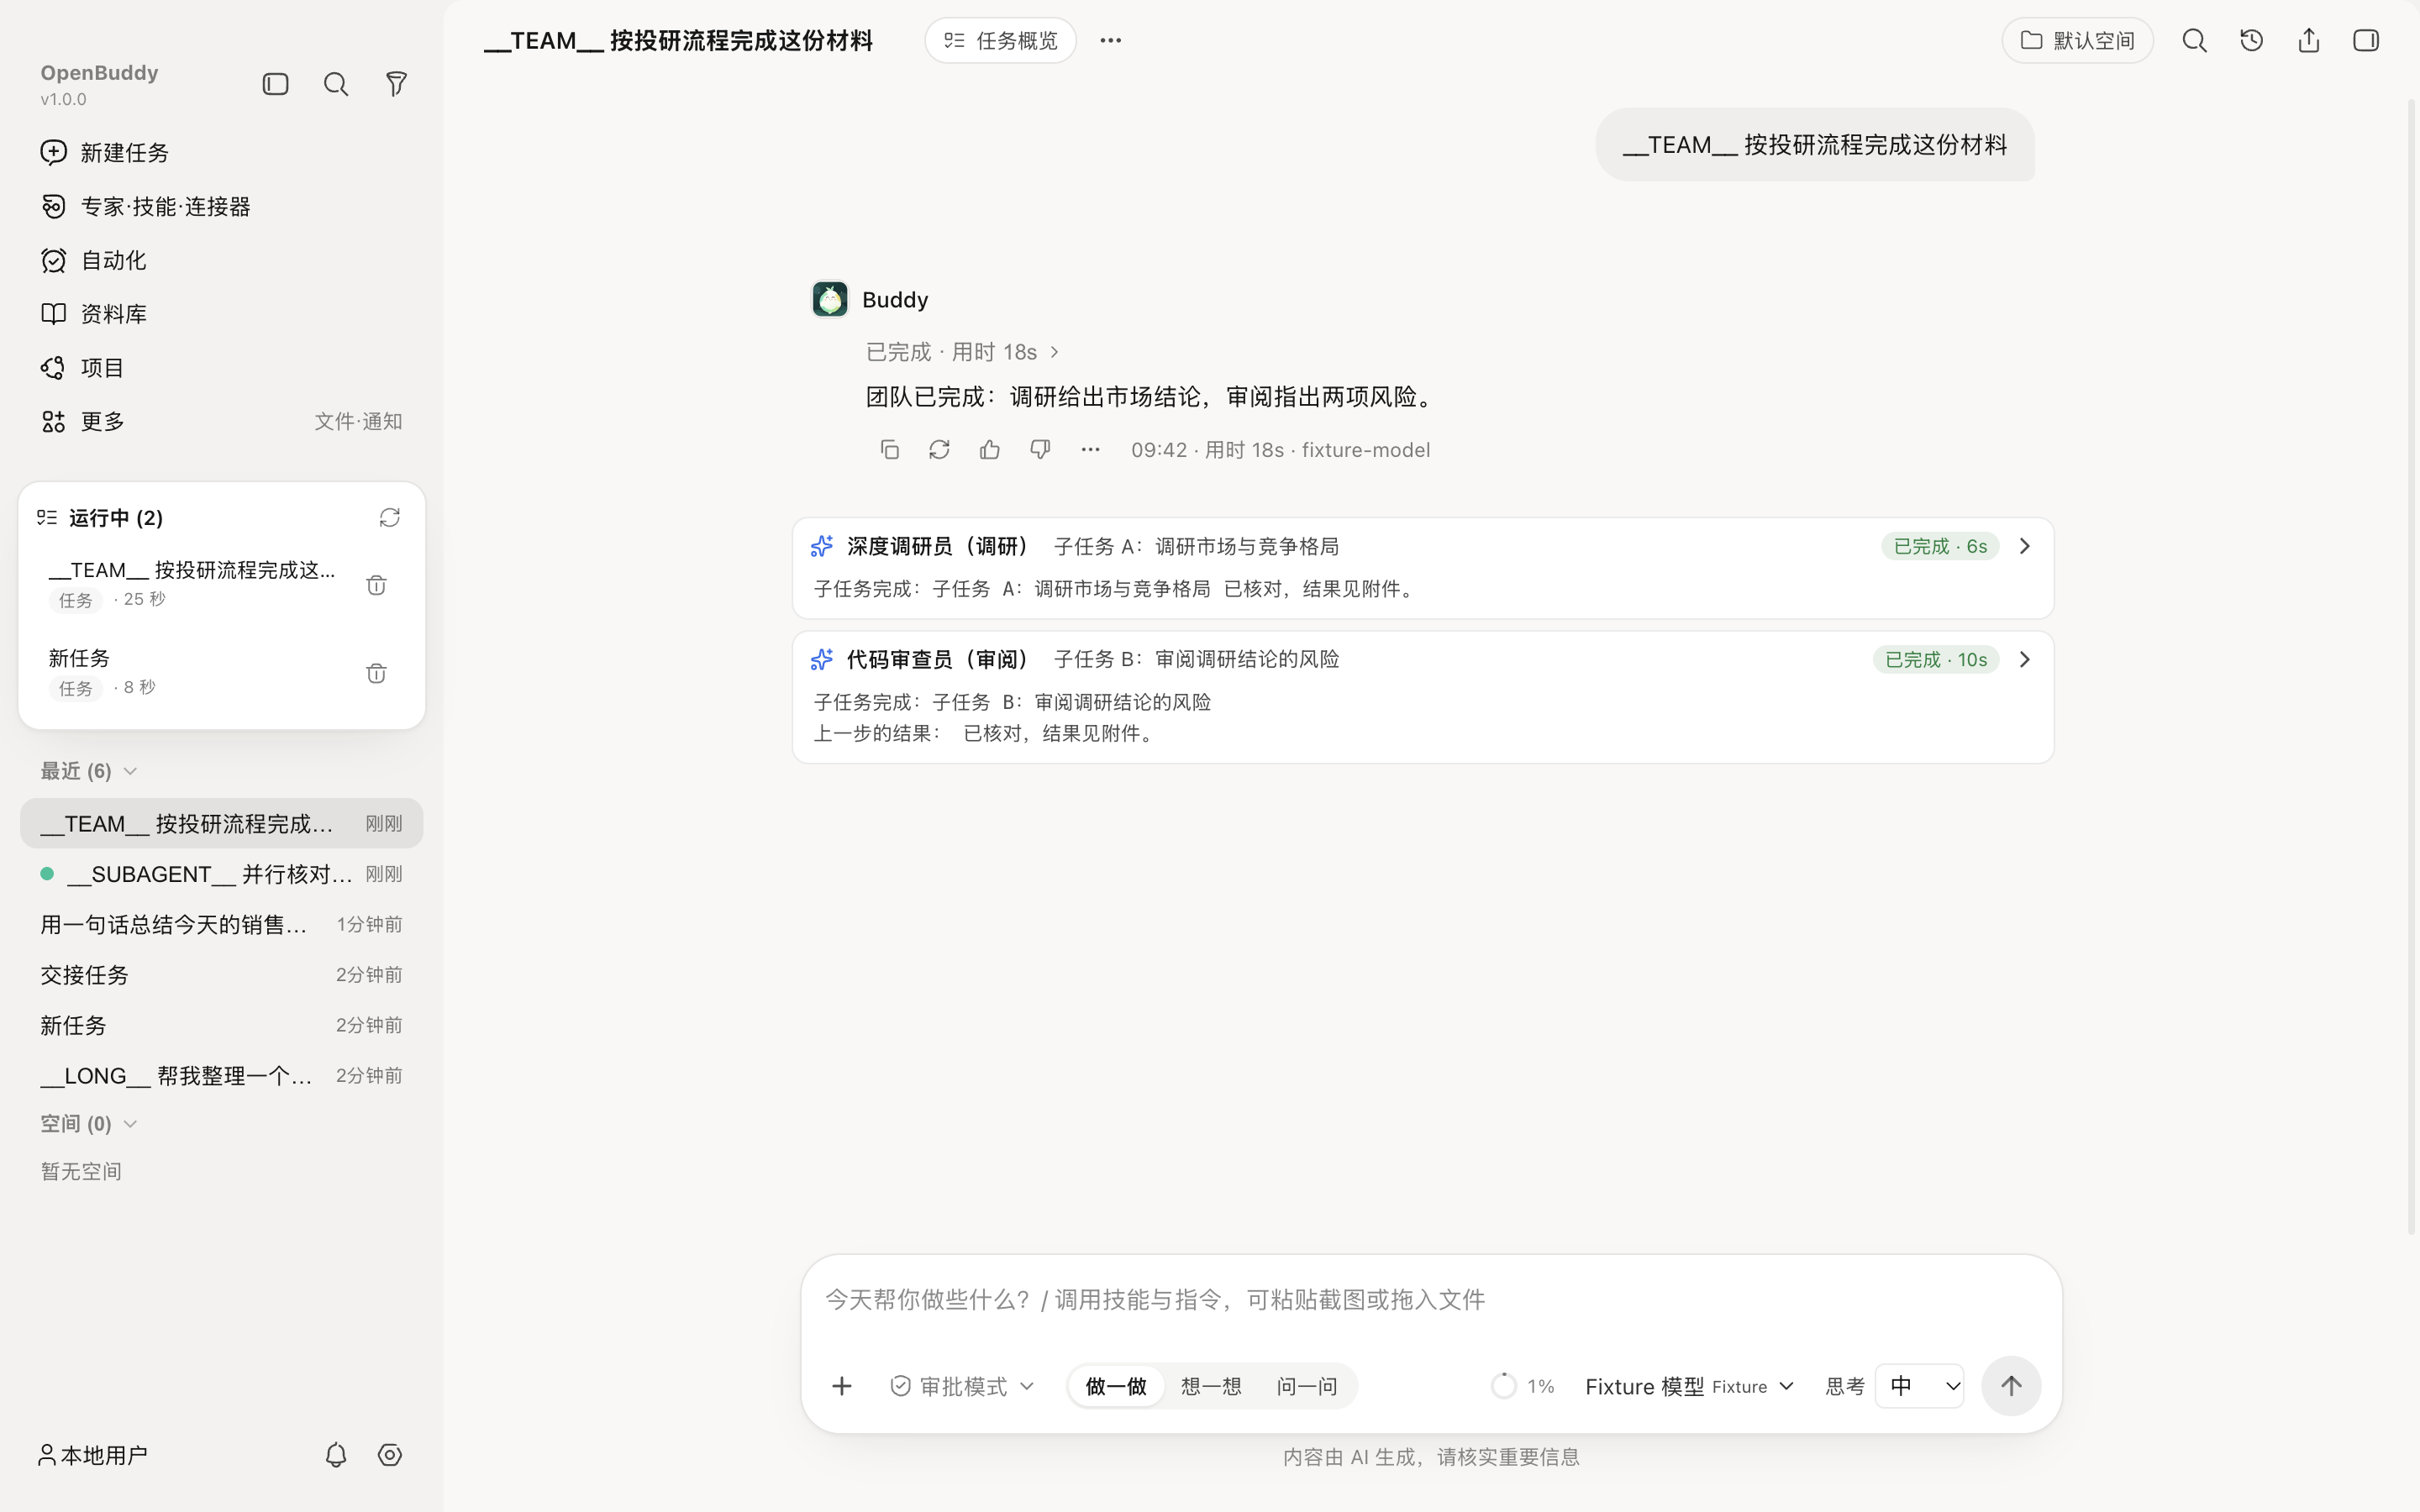 OpenBuddy
v1.0.0
新建任务
专家·技能·连接器
自动化
资料库
项目
更多 文件·通知
运行中 (2)
__TEAM__ 按投研流程完成这...
任务 · 25 秒
新任务
任务 · 8 秒
最近 (6)
__TEAM__ 按投研流程完成... 刚刚
__SUBAGENT__ 并行核对... 刚刚
用一句话总结今天的销售... 1分钟前
交接任务 2分钟前
新任务 2分钟前
__LONG__ 帮我整理一个... 2分钟前
空间 (0)
暂无空间
本地用户
__TEAM__ 按投研流程完成这份材料 任务概览 默认空间
__TEAM__ 按投研流程完成这份材料
Buddy
已完成 · 用时 18s
团队已完成：调研给出市场结论，审阅指出两项风险。
09:42 · 用时 18s · fixture-model
深度调研员（调研） 子任务 A：调研市场与竞争格局 已完成 · 6s
子任务完成：子任务 A：调研市场与竞争格局 已核对，结果见附件。
代码审查员（审阅） 子任务 B：审阅调研结论的风险 已完成 · 10s
子任务完成：子任务 B：审阅调研结论的风险
上一步的结果： 已核对，结果见附件。
今天帮你做些什么？/ 调用技能与指令，可粘贴截图或拖入文件
审批模式 做一做 想一想 问一问 1% Fixture 模型 Fixture 思考 中
内容由 AI 生成，请核实重要信息